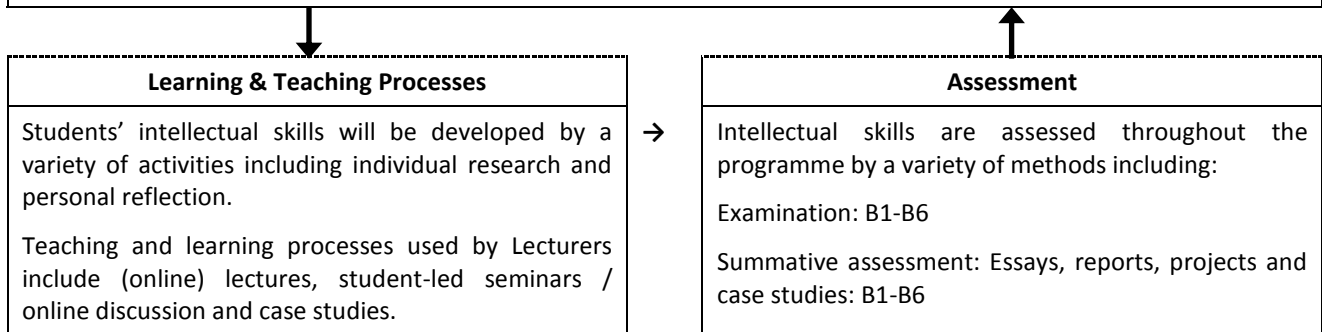 Learning & Teaching Processes
Students’ intellectual skills will be developed by a
variety of activities including individual research and
personal reflection.
Teaching and learning processes used by Lecturers
include (online) lectures, student-led seminars /
online discussion and case studies.
→
Assessment
Intellectual skills are assessed throughout the
programme by a variety of methods including:
Examination: B1-B6
Summative assessment: Essays, reports, projects and
case studies: B1-B6